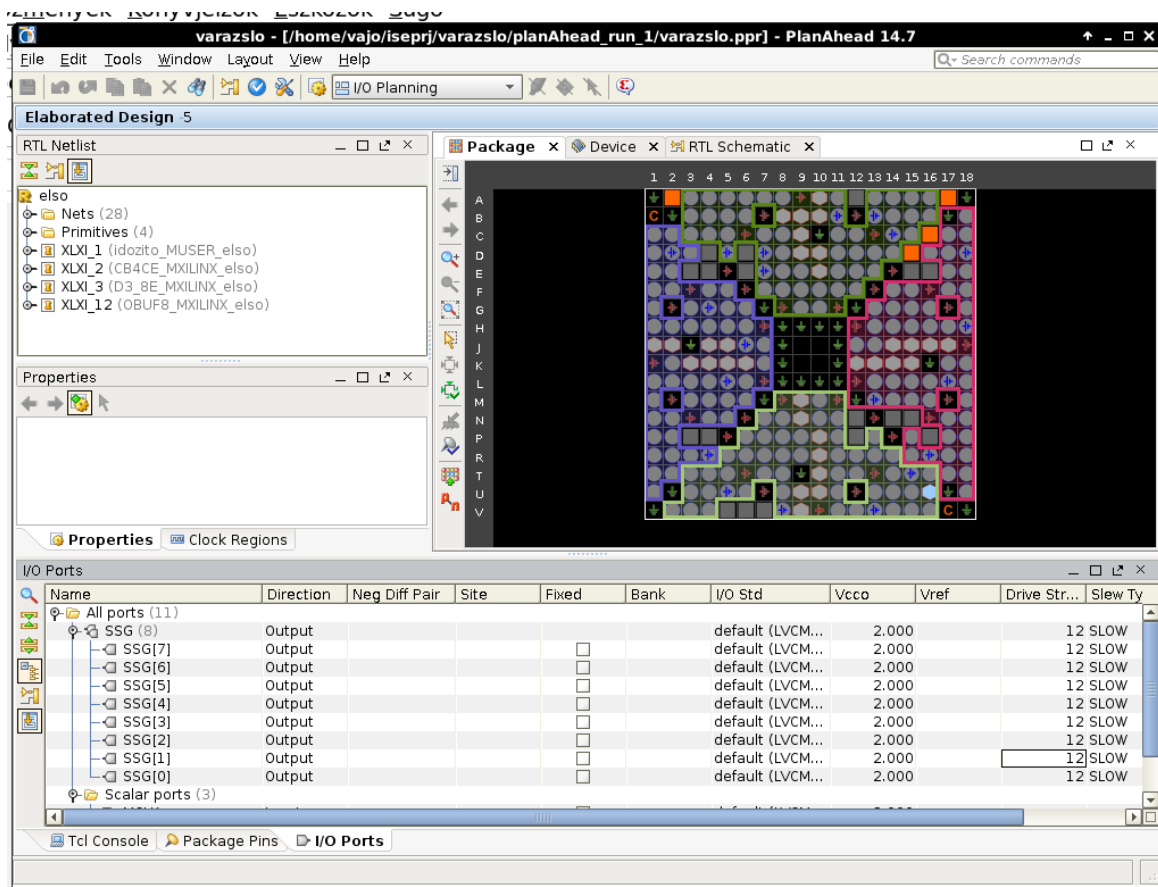 varazslo - [/home/vajo/iseprj/varazslo/planAhead_run_1/varazslo.ppr] - PlanAhead 14.7
File Edit Tools Window Layout View Help
Search commands
I/O Planning
Elaborated Design -5
RTL Netlist
elso
Nets (28)
Primitives (4)
XLXI_1 (idozito_MUSER_elso)
XLXI_2 (CB4CE_MXILINX_elso)
XLXI_3 (D3_8E_MXILINX_elso)
XLXI_12 (OBUF8_MXILINX_elso)
Properties
Properties Clock Regions
Package Device RTL Schematic
1 2 3 4 5 6 7 8 9 10 11 12 13 14 15 16 17 18
A
B
C
D
E
F
G
H
J
K
L
M
N
P
R
T
U
V
C
C
I/O Ports
Name Direction Neg Diff Pair Site Fixed Bank I/O Std Vcco Vref Drive Str... Slew Ty
All ports (11)
SSG (8) Output default (LVCM... 2.000 12 SLOW
SSG[7] Output default (LVCM... 2.000 12 SLOW
SSG[6] Output default (LVCM... 2.000 12 SLOW
SSG[5] Output default (LVCM... 2.000 12 SLOW
SSG[4] Output default (LVCM... 2.000 12 SLOW
SSG[3] Output default (LVCM... 2.000 12 SLOW
SSG[2] Output default (LVCM... 2.000 12 SLOW
SSG[1] Output default (LVCM... 2.000 12 SLOW
SSG[0] Output default (LVCM... 2.000 12 SLOW
Scalar ports (3)
Tcl Console Package Pins I/O Ports